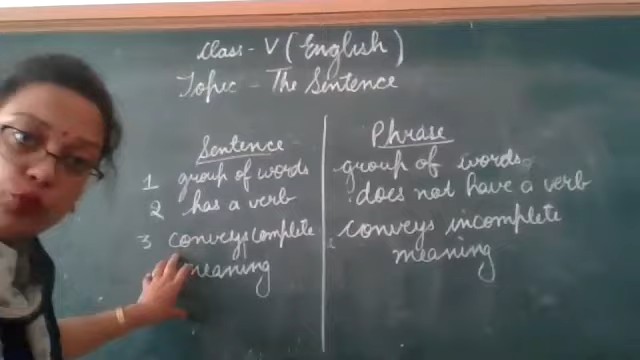 Class - V (English)
Topic - The Sentence
Sentence
1 group of words
2 has a verb
3 conveys complete
meaning
Phrase
group of words
does not have a verb
conveys incomplete
meaning